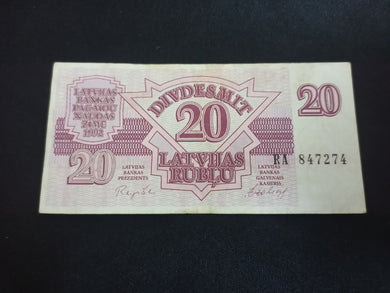 LATVIJAS
BANKAS
PAGAIDU
NAUDAS
ZĪME
1992
DIVDESMIT
20
LATVIJAS
RUBĻU
20
20
RA 847274
LATVIJAS
BANKAS
PREZIDENTS
LATVIJAS
BANKAS
GALVENAIS
KASIERIS